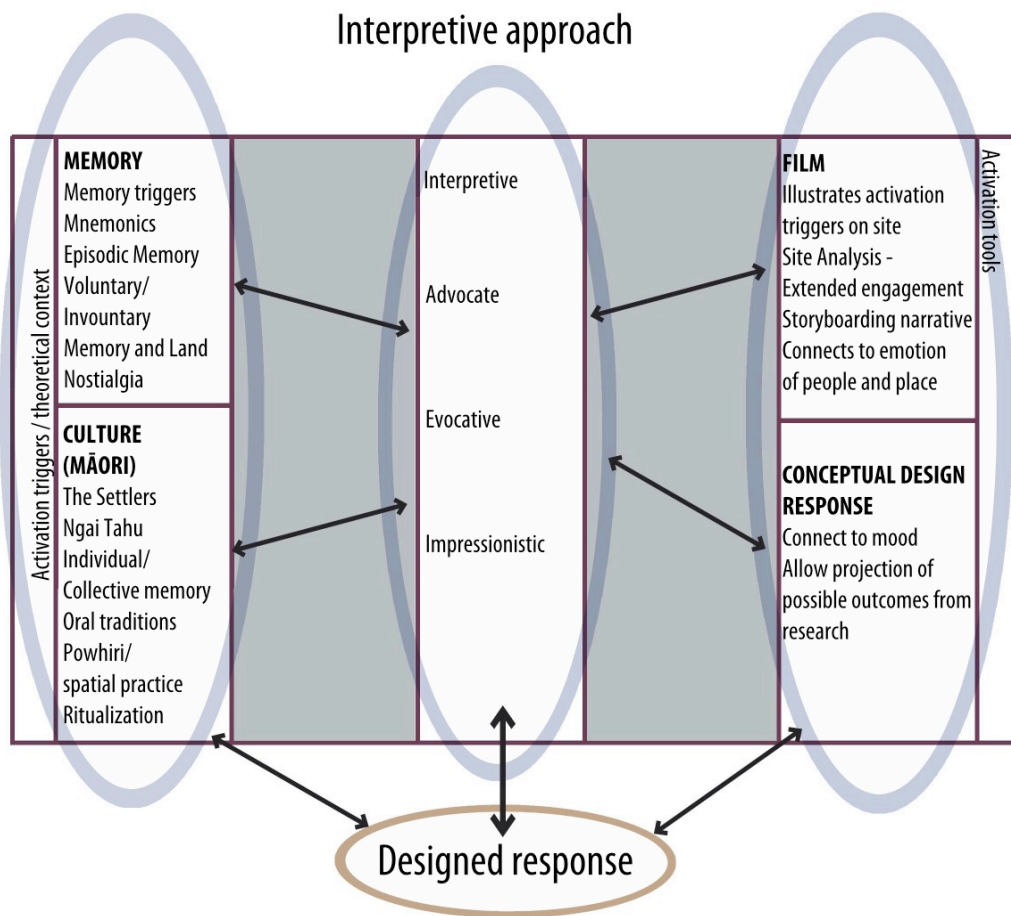 Interpretive approach
Activation triggers / theoretical context
MEMORY
Memory triggers
Mnemonics
Episodic Memory
Voluntary/
Invountary
Memory and Land
Nostialgia
CULTURE
(MĀORI)
The Settlers
Ngai Tahu
Individual/
Collective memory
Oral traditions
Powhiri/
spatial practice
Ritualization
Interpretive
Advocate
Evocative
Impressionistic
FILM
Illustrates activation
triggers on site
Site Analysis -
Extended engagement
Storyboarding narrative
Connects to emotion
of people and place
CONCEPTUAL DESIGN
RESPONSE
Connect to mood
Allow projection of
possible outcomes from
research
Activation tools
Designed response